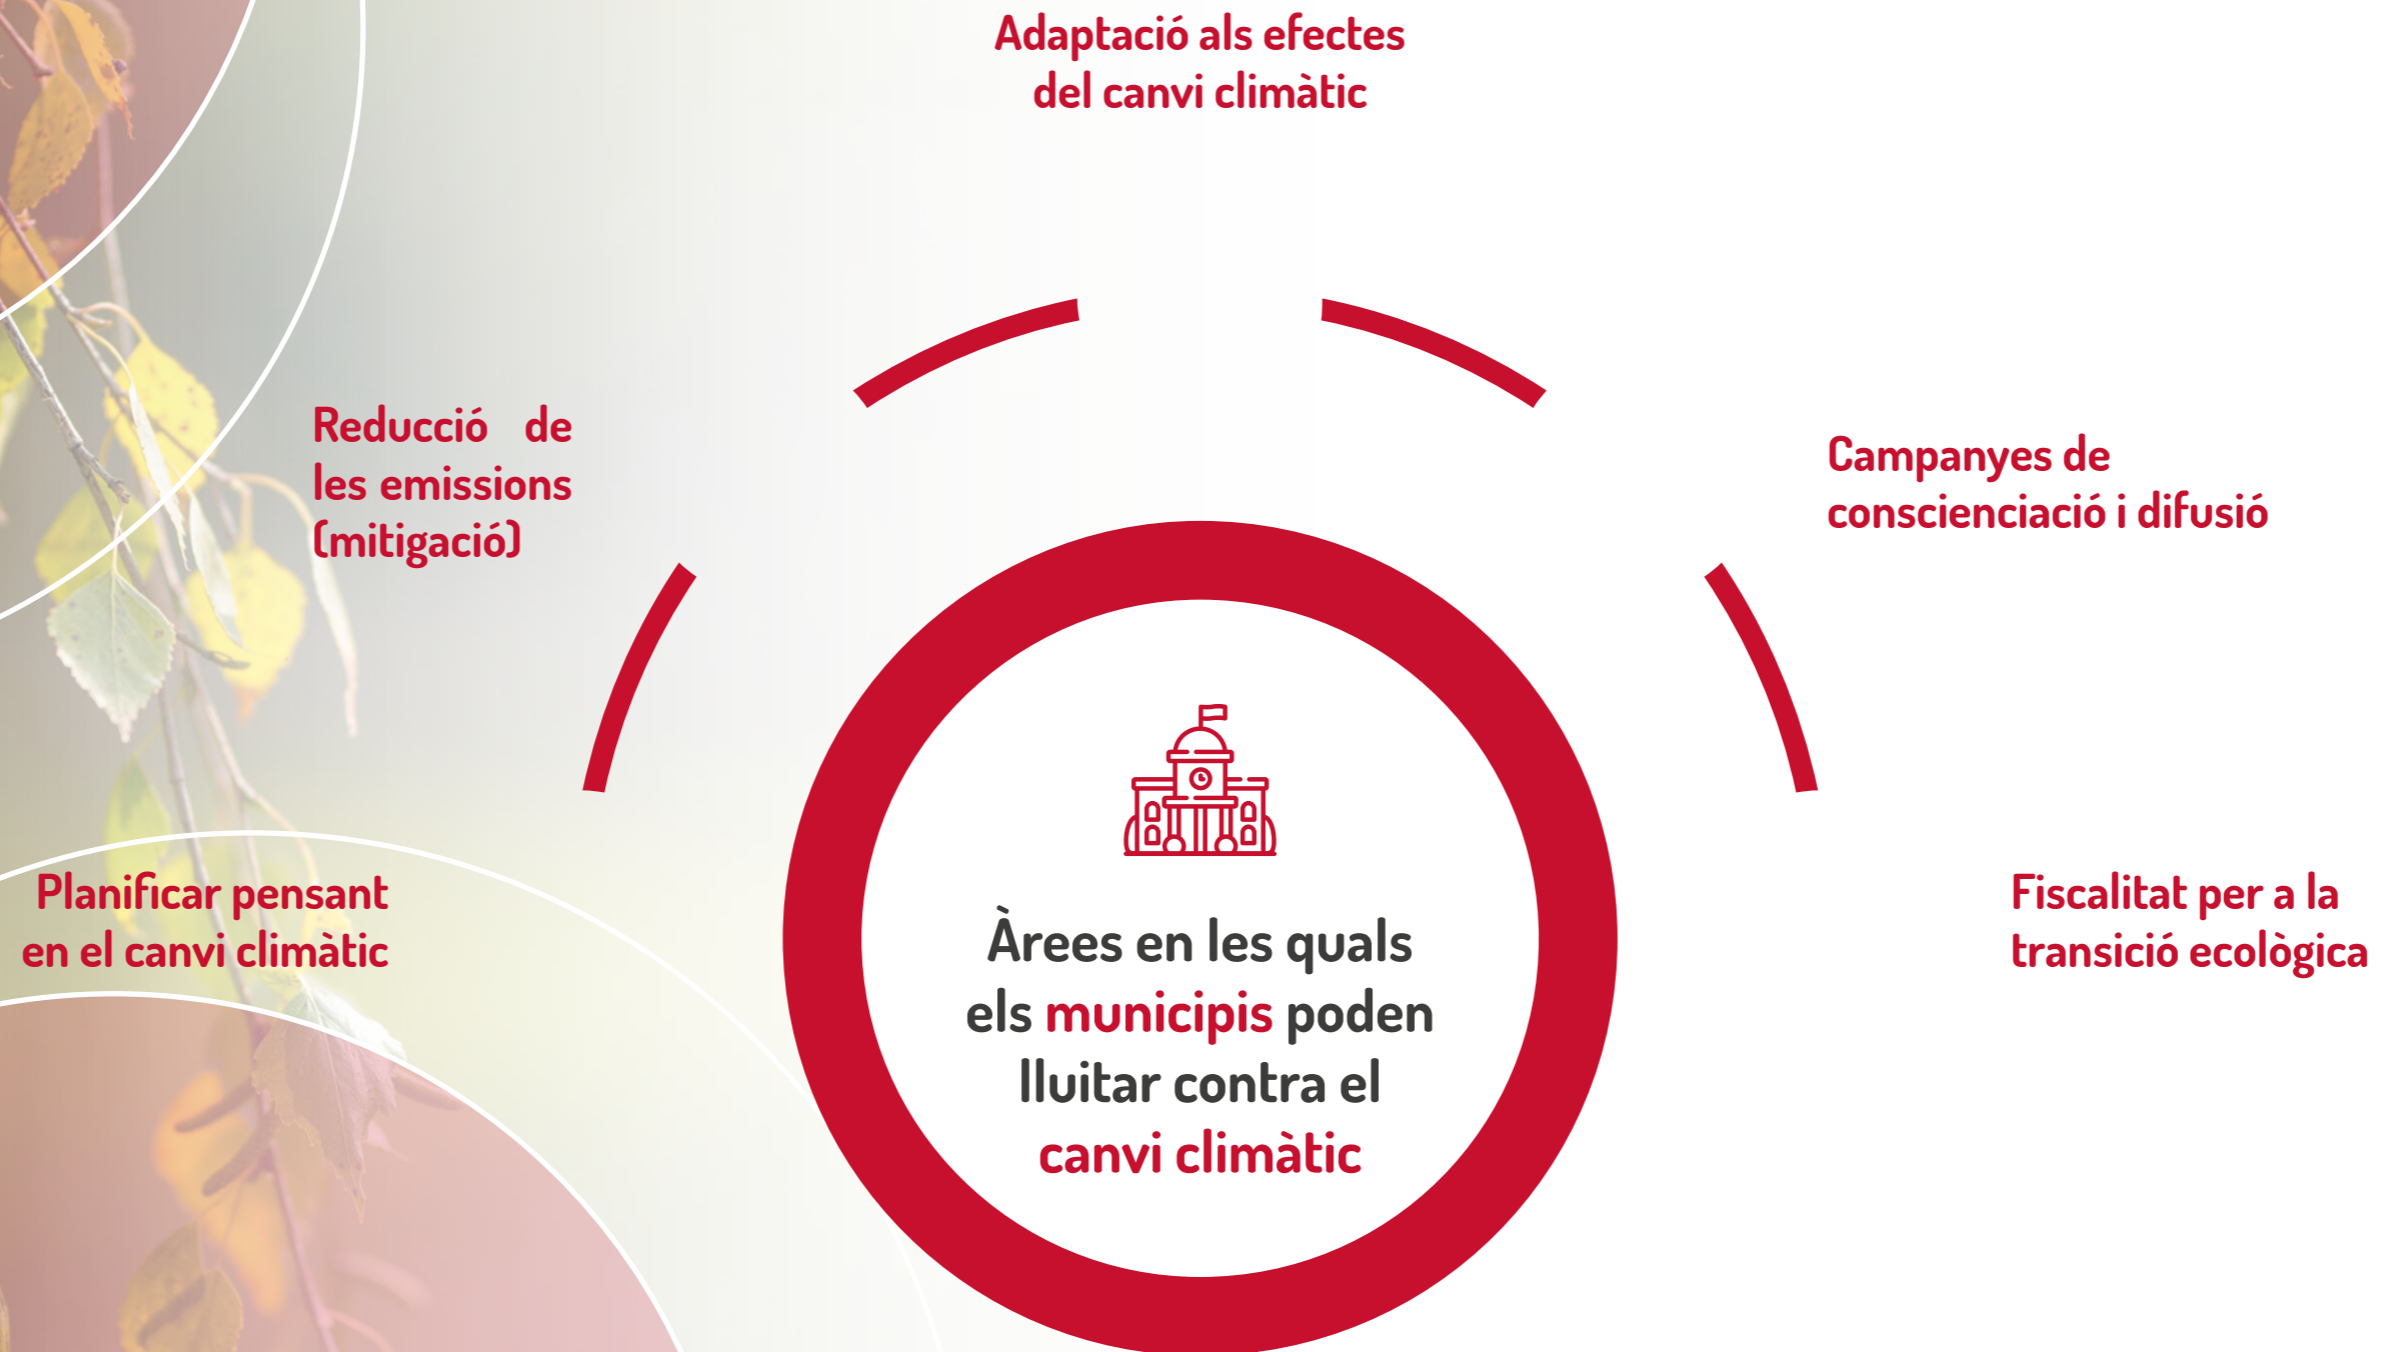 Adaptació als efectes
del canvi climàtic
Reducció de
les emissions
(mitigació)
Campanyes de
conscienciació i difusió
Planificar pensant
en el canvi climàtic
Fiscalitat per a la
transició ecològica
Àrees en les quals
els municipis poden
lluitar contra el
canvi climàtic